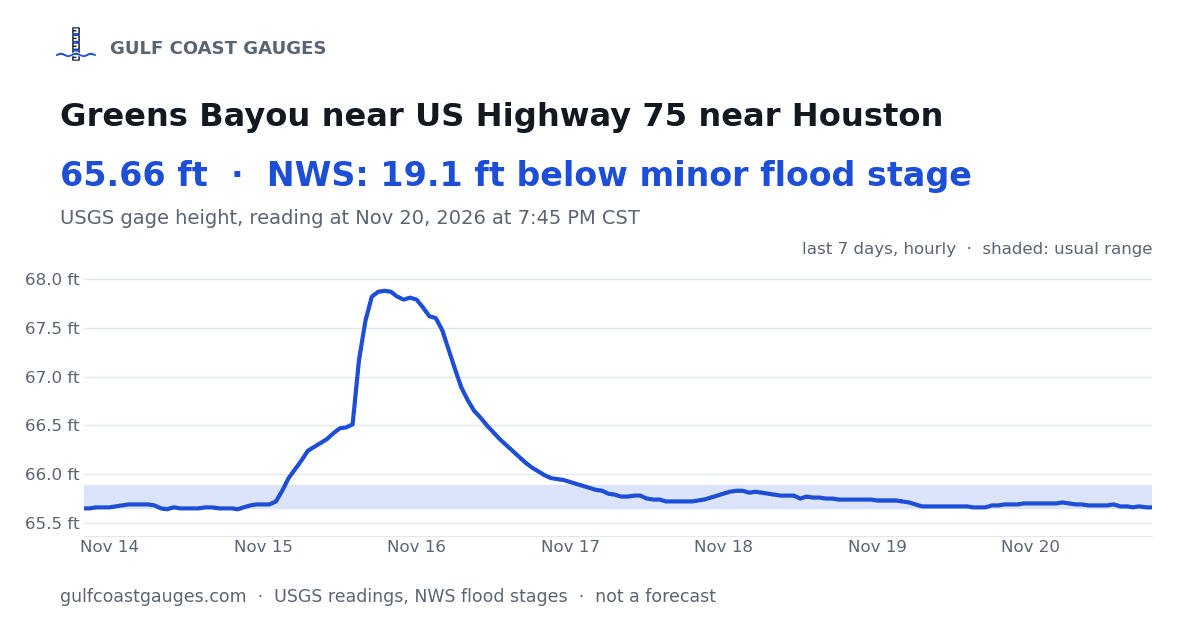 GULF COAST GAUGES
Greens Bayou near US Highway 75 near Houston
65.66 ft · NWS: 19.1 ft below minor flood stage
USGS gage height, reading at Nov 20, 2026 at 7:45 PM CST
last 7 days, hourly · shaded: usual range
68.0 ft
67.5 ft
67.0 ft
66.5 ft
66.0 ft
65.5 ft
Nov 14 Nov 15 Nov 16 Nov 17 Nov 18 Nov 19 Nov 20
gulfcoastgauges.com · USGS readings, NWS flood stages · not a forecast